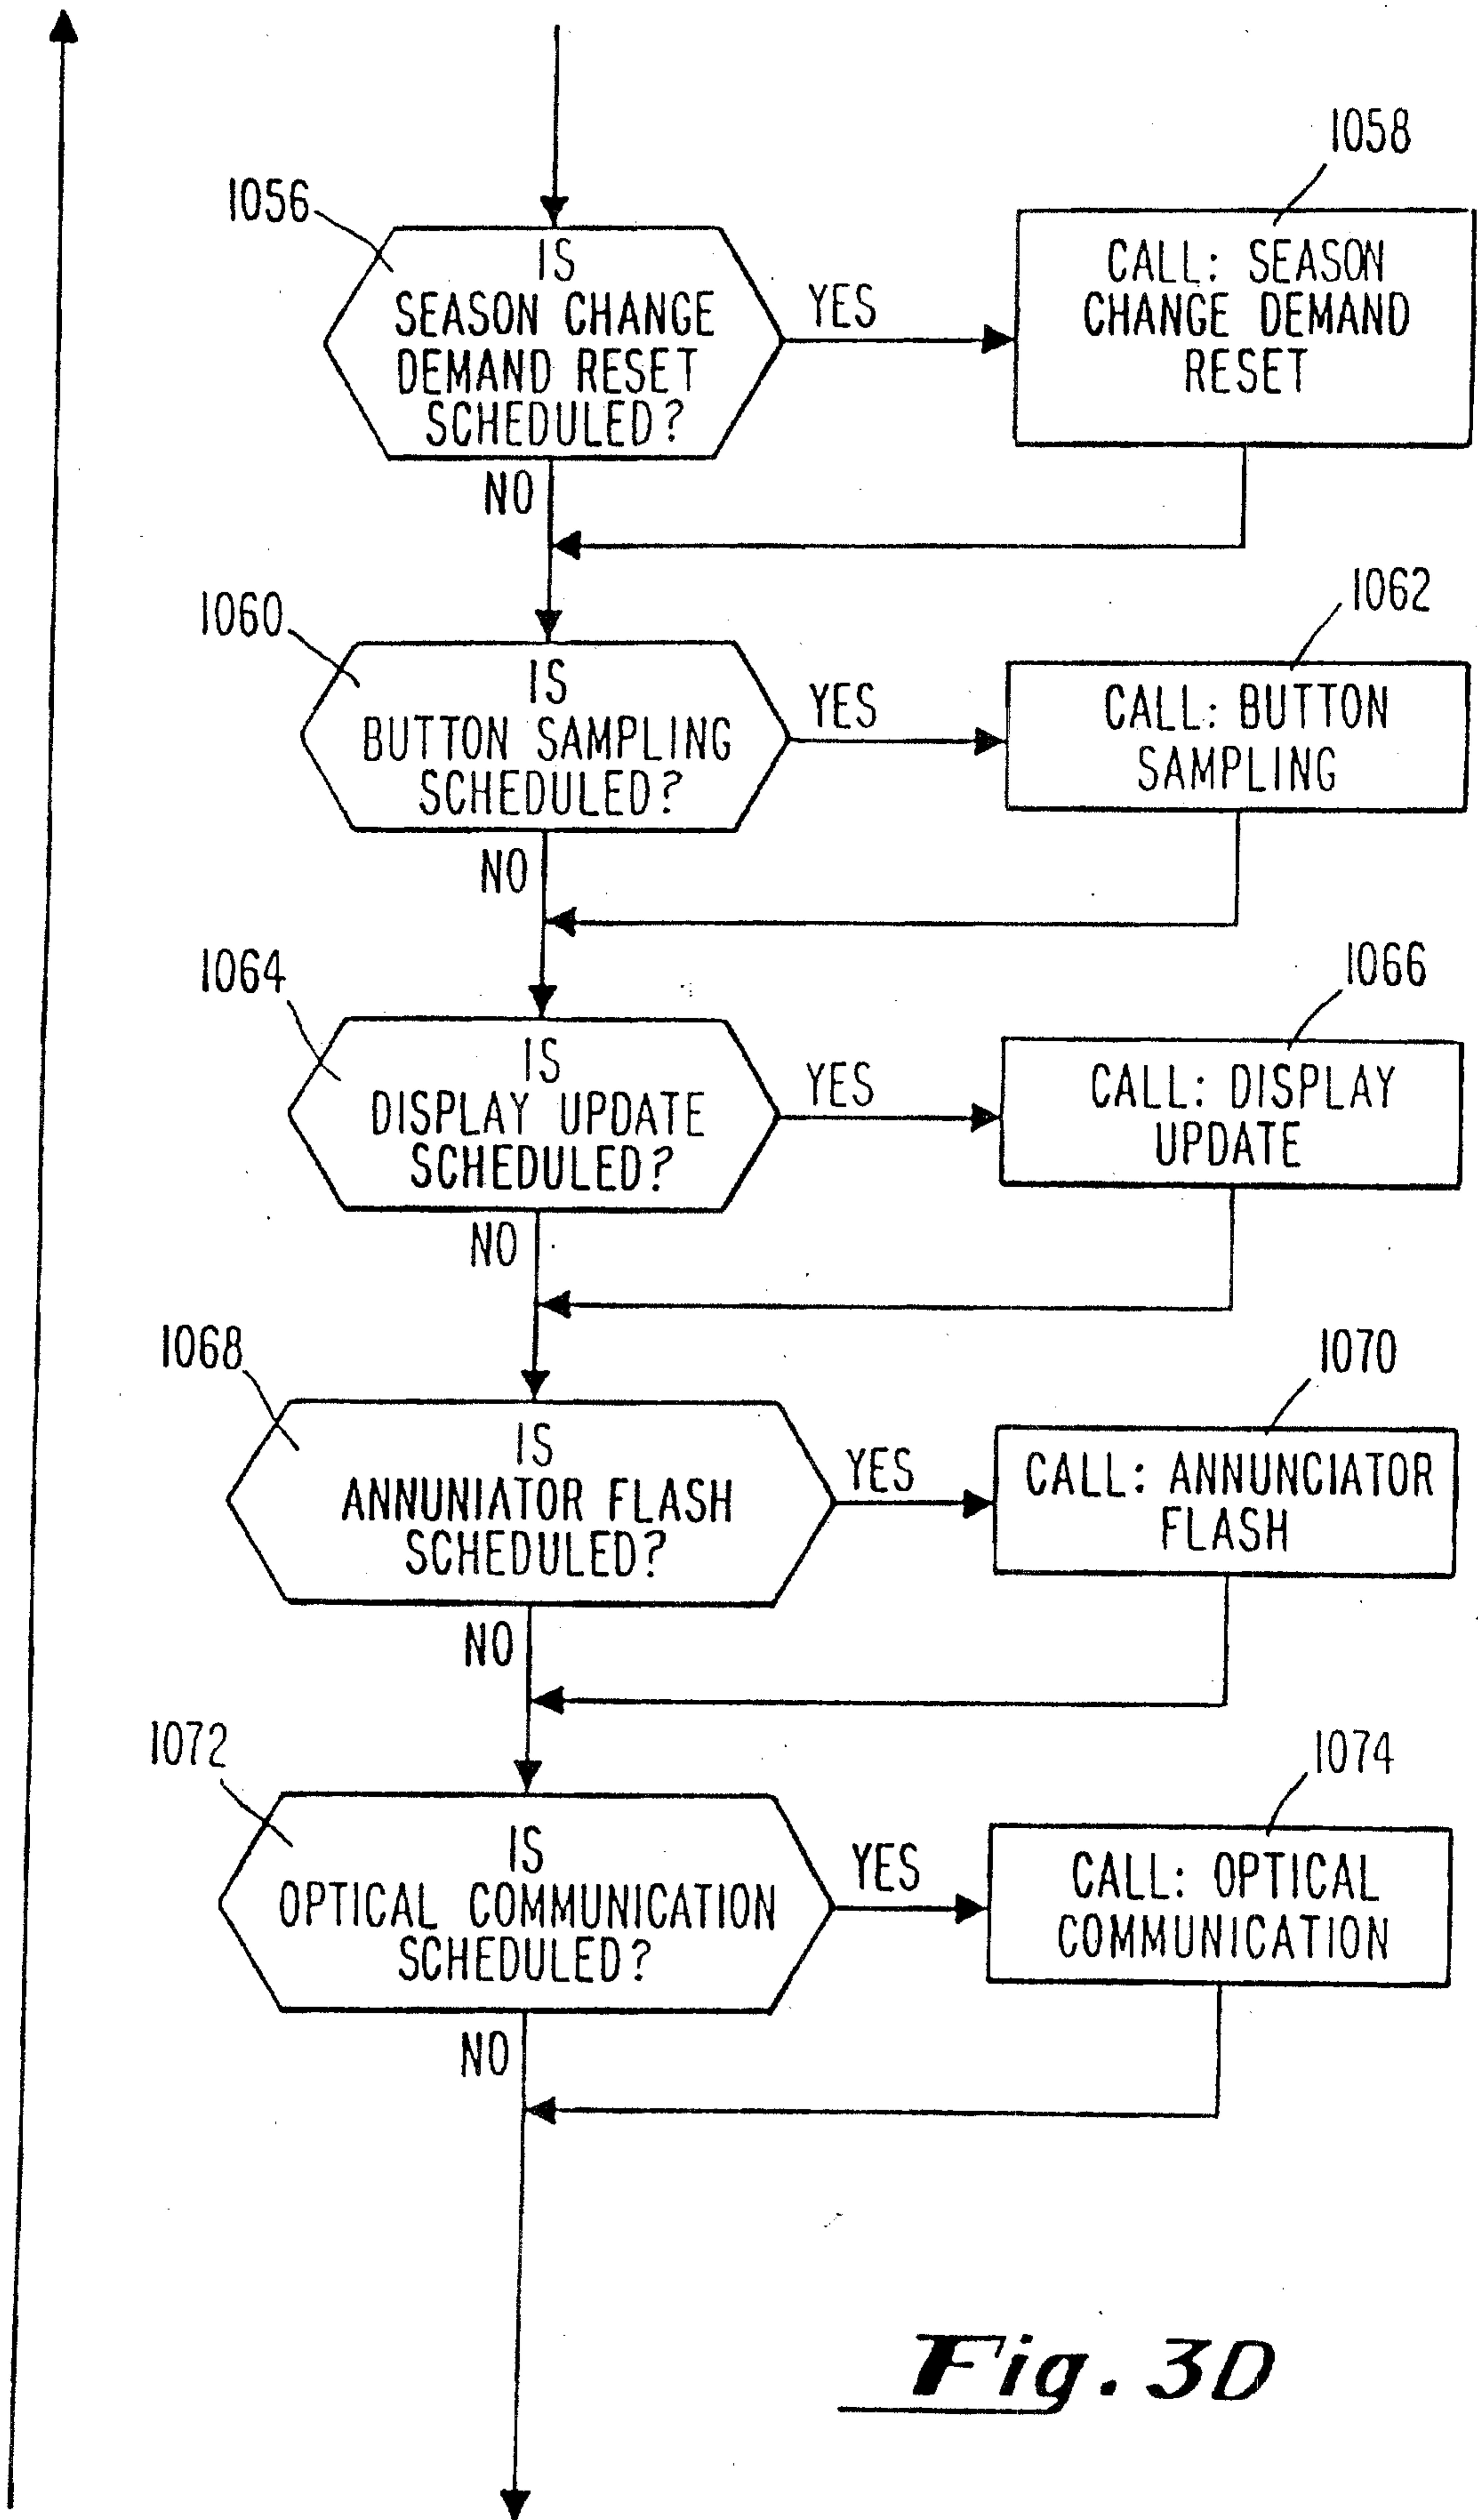 1058
1056
IS
SEASON CHANGE
DEMAND RESET
SCHEDULED?
YES
CALL: SEASON
CHANGE DEMAND
RESET
NO
1060
1062
IS
BUTTON SAMPLING
SCHEDULED?
YES
CALL: BUTTON
SAMPLING
NO
1064
1066
IS
DISPLAY UPDATE
SCHEDULED?
YES
CALL: DISPLAY
UPDATE
NO
1068
1070
IS
ANNUNIATOR FLASH
SCHEDULED?
YES
CALL: ANNUNCIATOR
FLASH
NO
1072
1074
IS
OPTICAL COMMUNICATION
SCHEDULED?
YES
CALL: OPTICAL
COMMUNICATION
NO
Fig. 3D